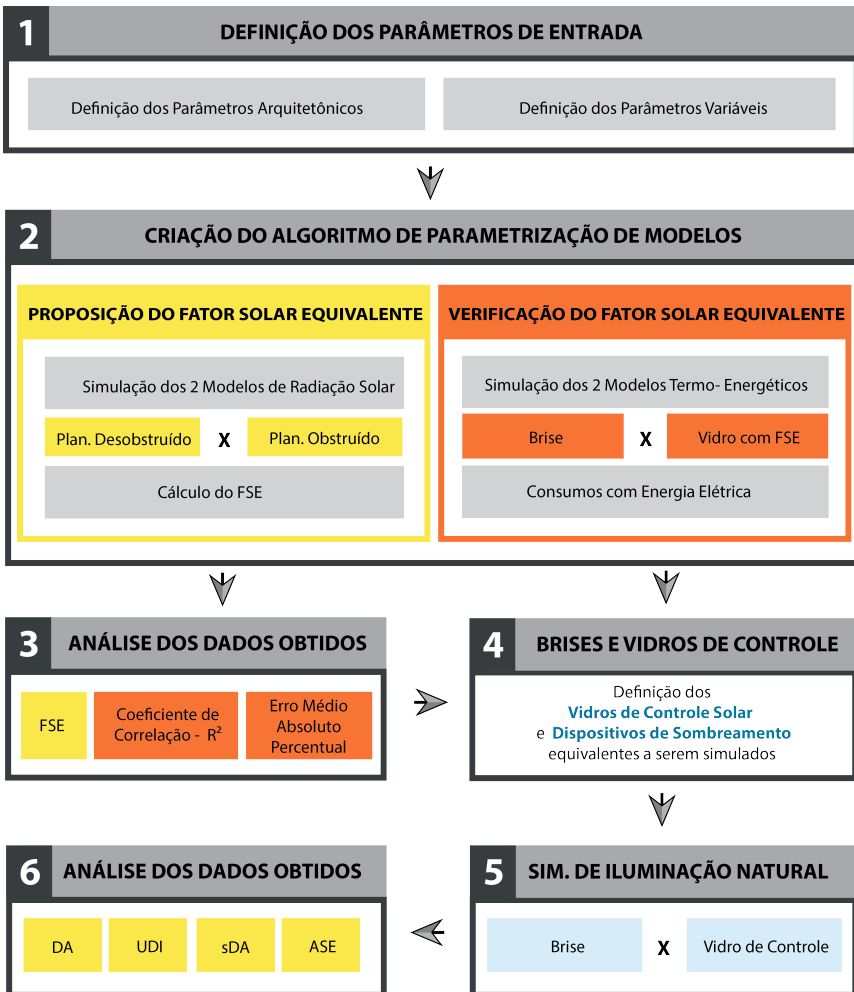 1
DEFINIÇÃO DOS PARÂMETROS DE ENTRADA
Definição dos Parâmetros Arquitetônicos
Definição dos Parâmetros Variáveis
2
CRIAÇÃO DO ALGORITMO DE PARAMETRIZAÇÃO DE MODELOS
PROPOSIÇÃO DO FATOR SOLAR EQUIVALENTE
Simulação dos 2 Modelos de Radiação Solar
Plan. Desobstruído X Plan. Obstruído
Cálculo do FSE
VERIFICAÇÃO DO FATOR SOLAR EQUIVALENTE
Simulação dos 2 Modelos Termo- Energéticos
Brise X Vidro com FSE
Consumos com Energia Elétrica
3
ANÁLISE DOS DADOS OBTIDOS
FSE
Coeficiente de
Correlação - R²
Erro Médio
Absoluto
Percentual
4
BRISES E VIDROS DE CONTROLE
Definição dos
Vidros de Controle Solar
e Dispositivos de Sombreamento
equivalentes a serem simulados
5
SIM. DE ILUMINAÇÃO NATURAL
Brise X Vidro de Controle
6
ANÁLISE DOS DADOS OBTIDOS
DA
UDI
sDA
ASE